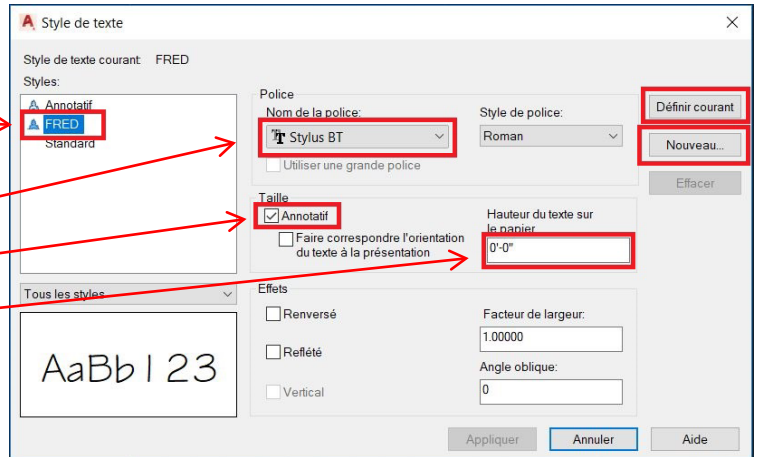 Style de texte
Style de texte courant: FRED
Styles:
Annotatif
FRED
Standard
Tous les styles
AaBb123
Police
Nom de la police:
Stylus BT
Utiliser une grande police
Style de police:
Roman
Taille
Annotatif
Faire correspondre l'orientation
du texte à la présentation
Hauteur du texte sur
le papier
0'-0"
Effets
Renversé
Reflété
Vertical
Facteur de largeur:
1.00000
Angle oblique:
0
Définir courant
Nouveau...
Effacer
Appliquer
Annuler
Aide